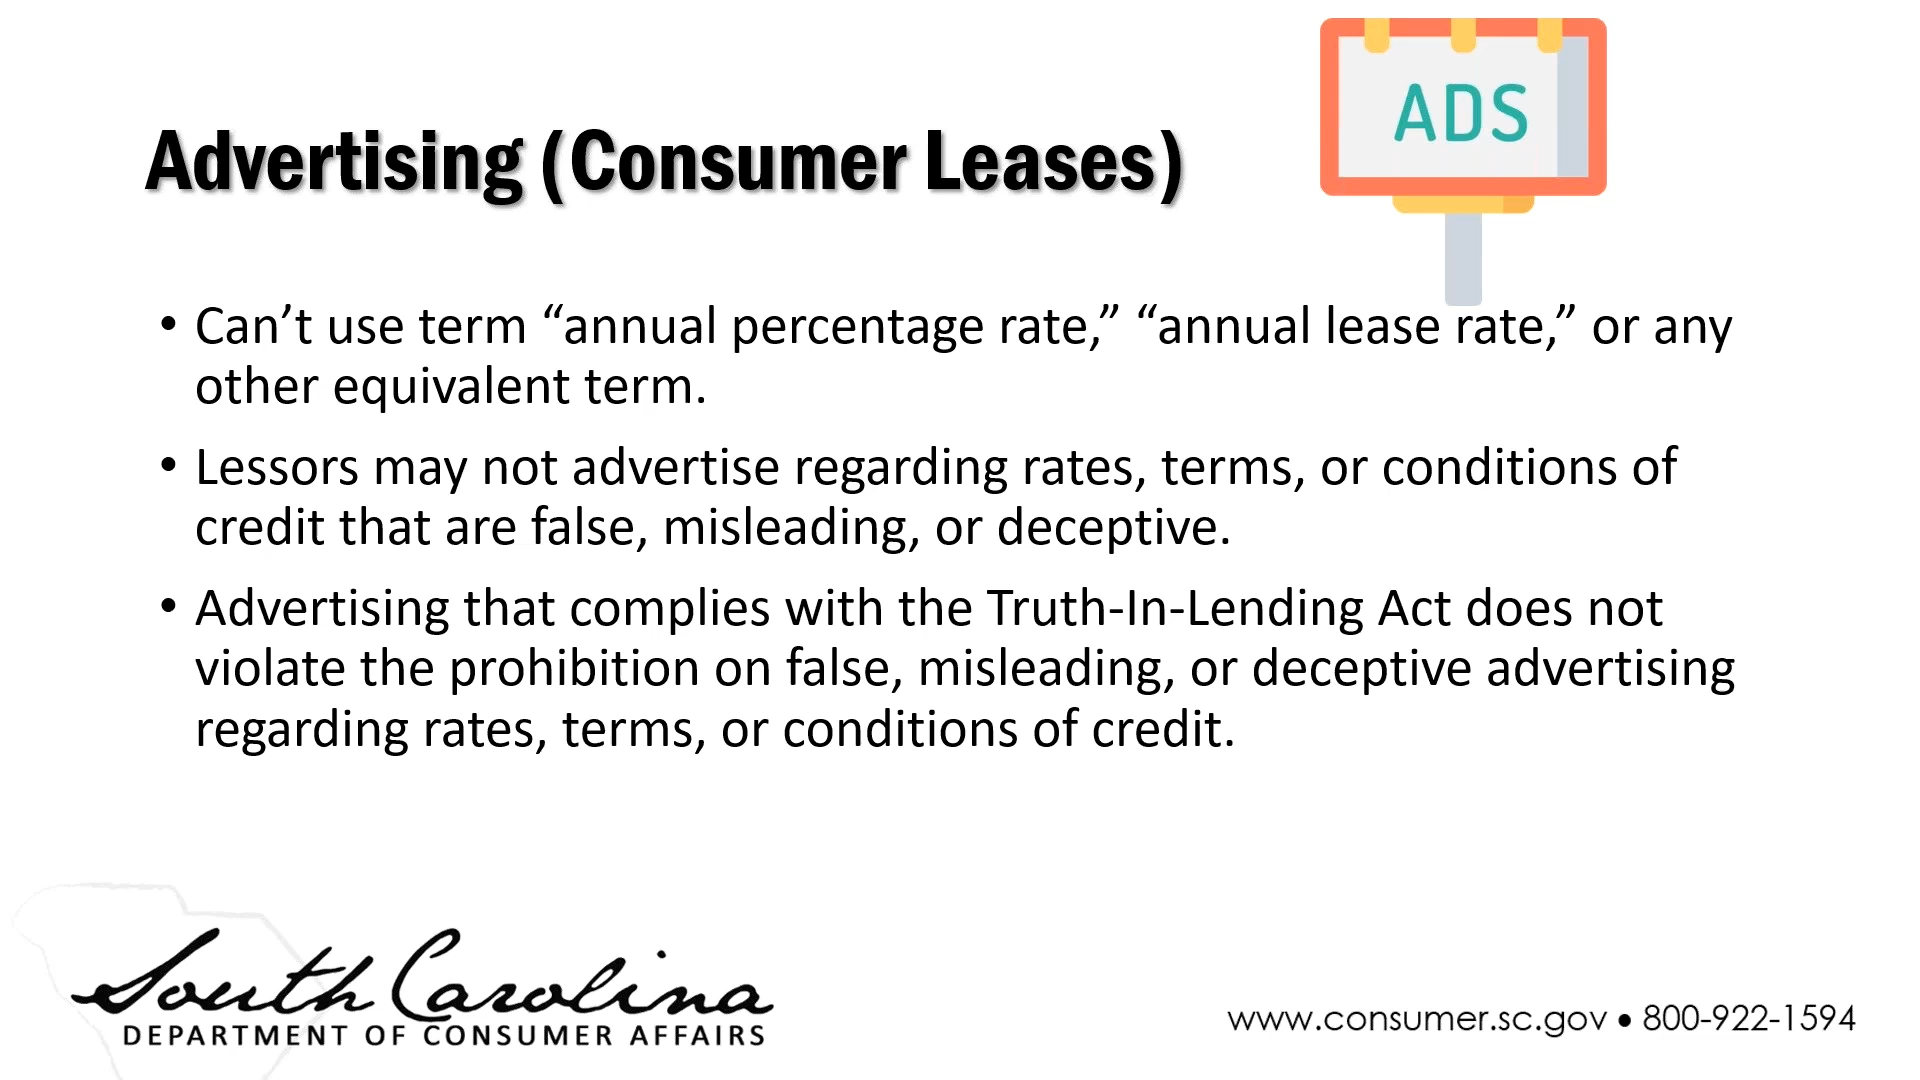 ADS
Advertising (Consumer Leases)
• Can’t use term “annual percentage rate,” “annual lease rate,” or any
other equivalent term.
• Lessors may not advertise regarding rates, terms, or conditions of
credit that are false, misleading, or deceptive.
• Advertising that complies with the Truth-In-Lending Act does not
violate the prohibition on false, misleading, or deceptive advertising
regarding rates, terms, or conditions of credit.
South Carolina
DEPARTMENT OF CONSUMER AFFAIRS
www.consumer.sc.gov • 800-922-1594